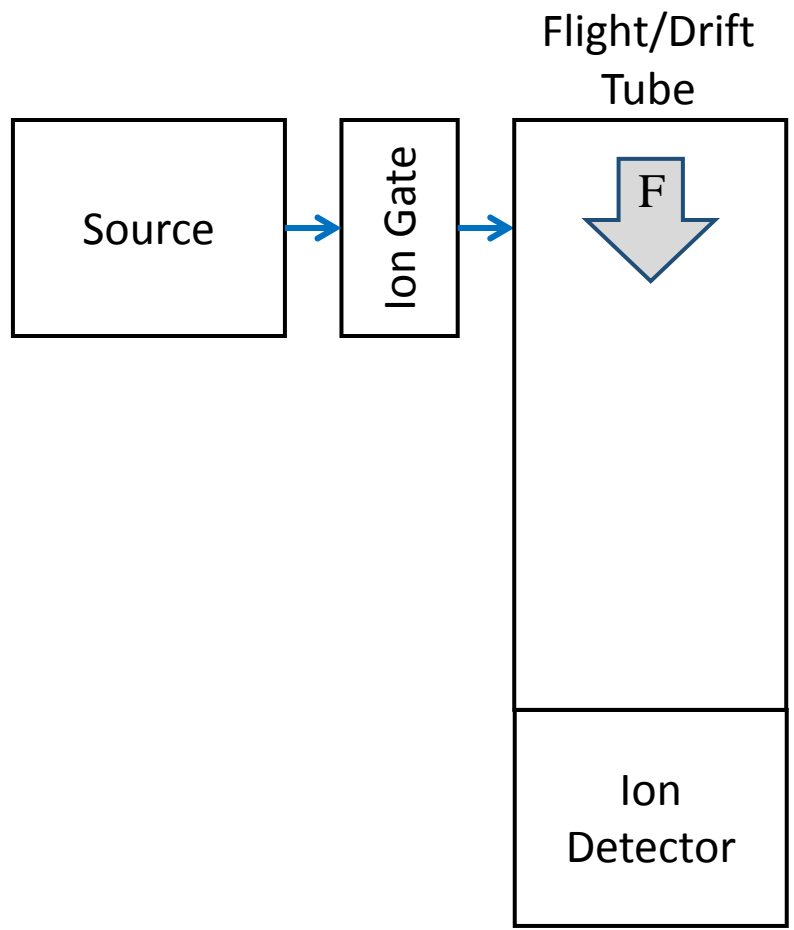 Flight/Drift
Tube
Source
Ion Gate
F
Ion
Detector